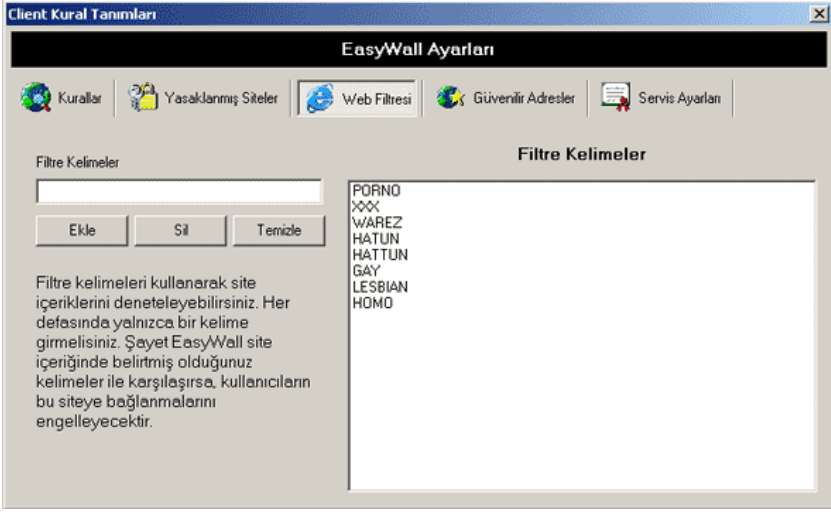 Client Kural Tanımları
EasyWall Ayarları
Kurallar
Yasaklanmış Siteler
Web Filtresi
Güvenilir Adresler
Servis Ayarları
Filtre Kelimeler
Ekle
Sil
Temizle
Filtre kelimeleri kullanarak site
içeriklerini deneteleyebilirsiniz. Her
defasında yalnızca bir kelime
girmelisiniz. Şayet EasyWall site
içeriğinde belirtmiş olduğunuz
kelimeler ile karşılaşırsa, kullanıcıların
bu siteye bağlanmalarını
engelleyecektir.
Filtre Kelimeler
PORNO
XXX
WAREZ
HATUN
HATTUN
GAY
LESBIAN
HOMO